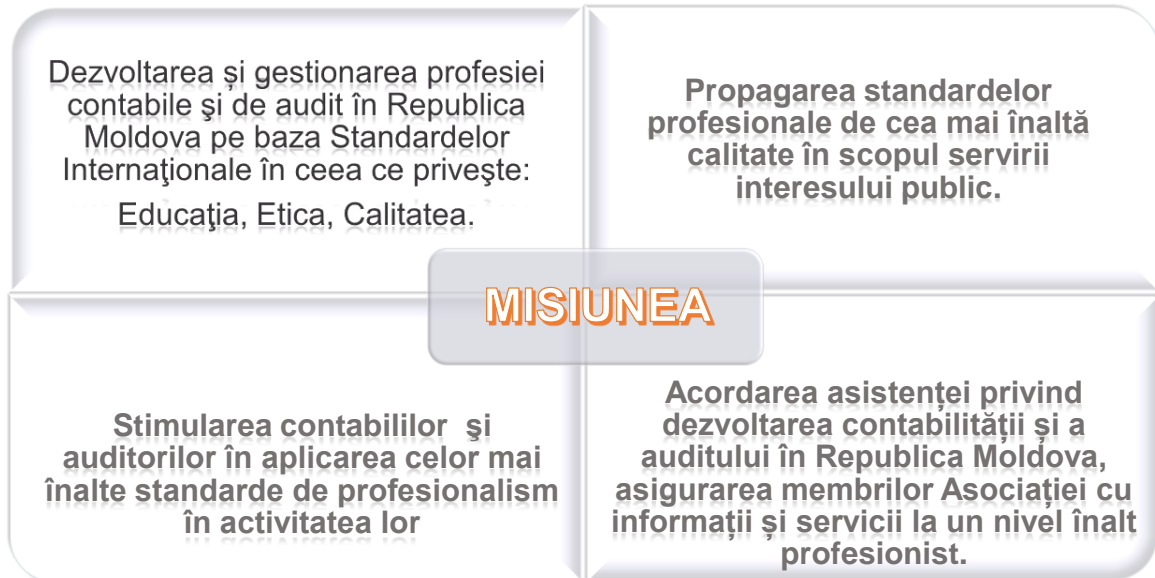 Dezvoltarea și gestionarea profesiei
contabile şi de audit în Republica
Moldova pe baza Standardelor
Internaţionale în ceea ce priveşte:
Educaţia, Etica, Calitatea.
Propagarea standardelor
profesionale de cea mai înaltă
calitate în scopul servirii
interesului public.
MISIUNEA
Stimularea contabililor şi
auditorilor în aplicarea celor mai
înalte standarde de profesionalism
în activitatea lor
Acordarea asistenței privind
dezvoltarea contabilității și a
auditului în Republica Moldova,
asigurarea membrilor Asociației cu
informații și servicii la un nivel înalt
profesionist.